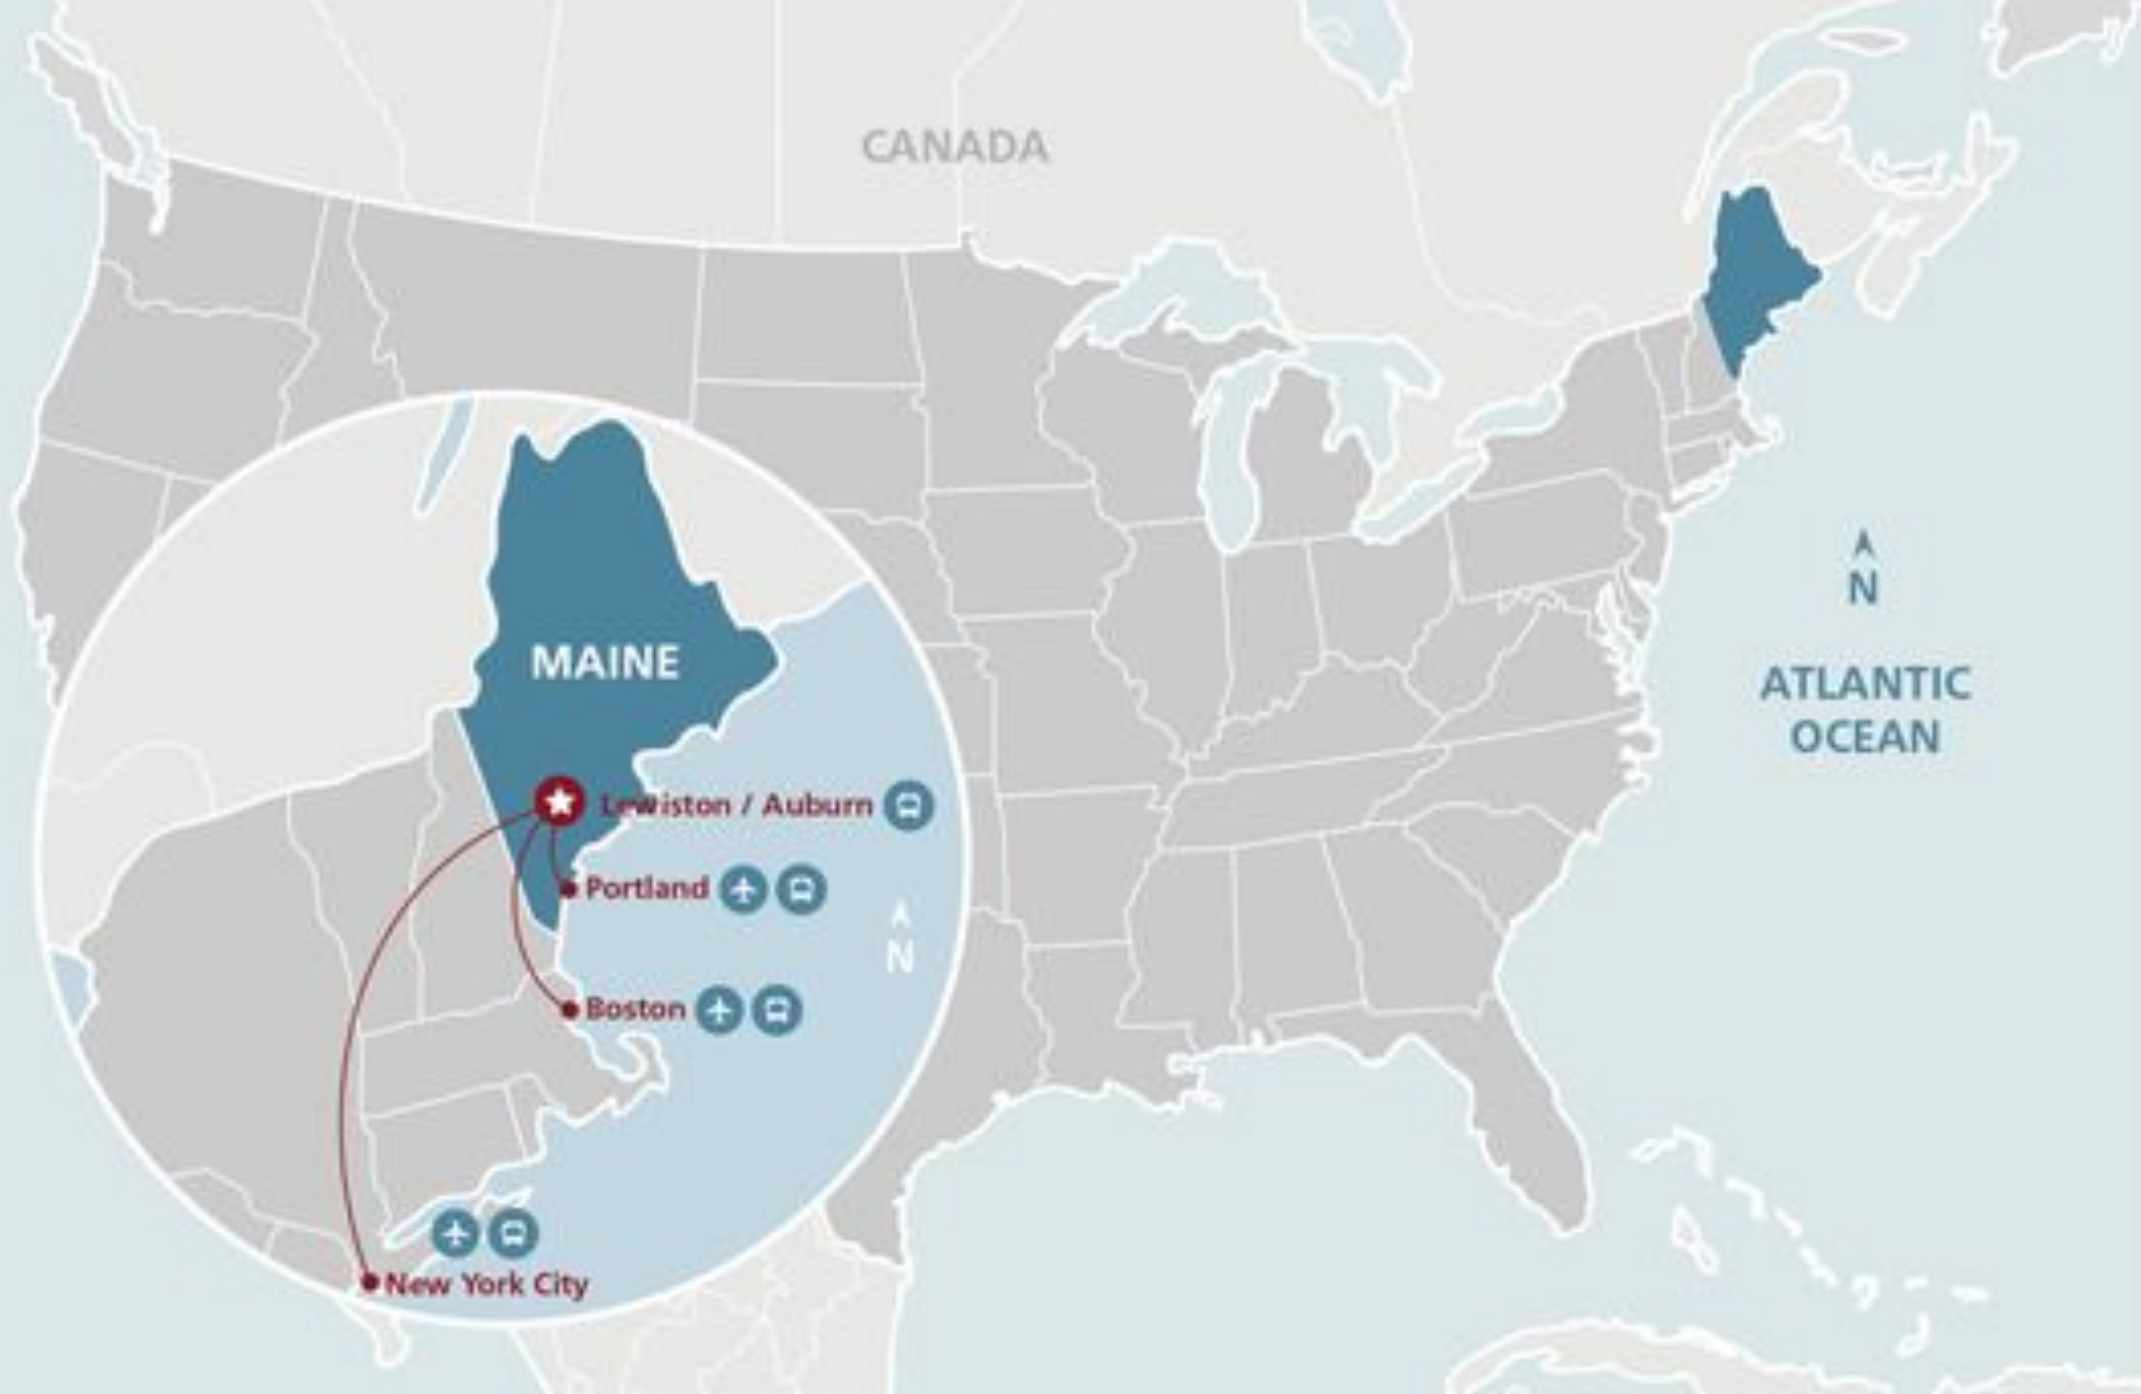 CANADA
MAINE
Lewiston / Auburn
Portland
Boston
New York City
N
N
ATLANTIC
OCEAN